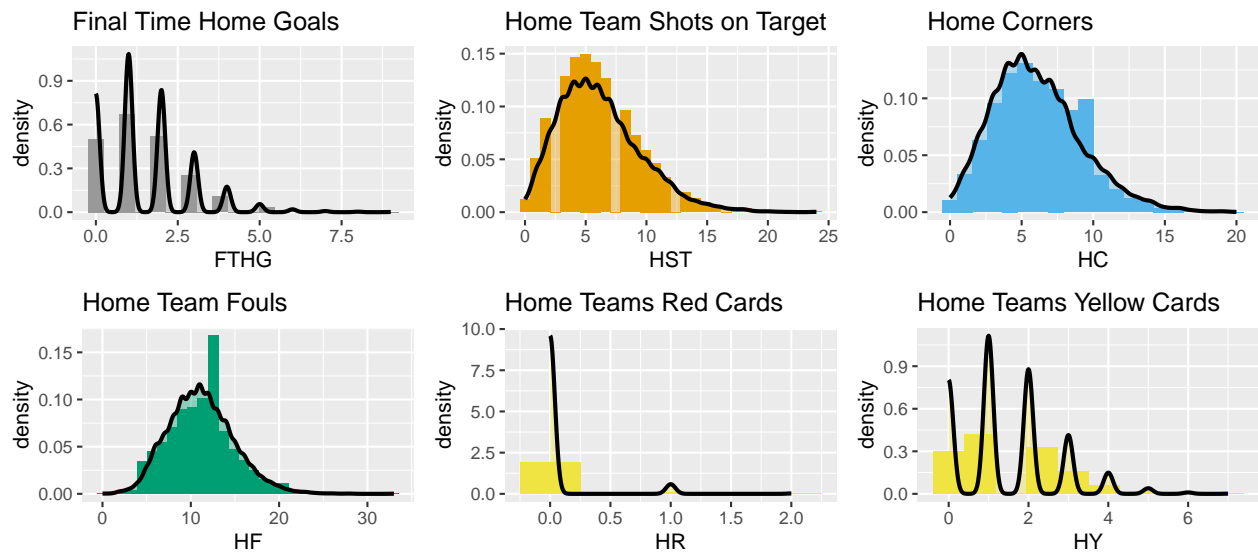 Final Time Home Goals
density
0.9
0.6
0.3
0.0
0.0 2.5 5.0 7.5
FTHG
Home Team Shots on Target
density
0.15
0.10
0.05
0.00
0 5 10 15 20 25
HST
Home Corners
density
0.10
0.05
0.00
0 5 10 15 20
HC
Home Team Fouls
density
0.15
0.10
0.05
0.00
0 10 20 30
HF
Home Teams Red Cards
density
10.0
7.5
5.0
2.5
0.0
0.0 0.5 1.0 1.5 2.0
HR
Home Teams Yellow Cards
density
0.9
0.6
0.3
0.0
0 2 4 6
HY